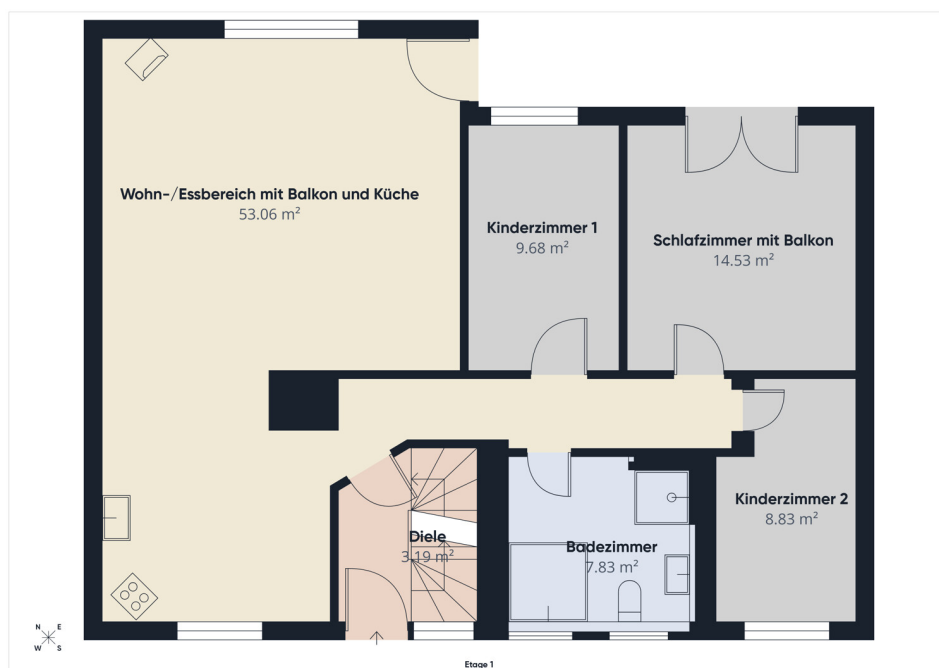 Wohn-/Essbereich mit Balkon und Küche
53.06 m²
Kinderzimmer 1
9.68 m²
Schlafzimmer mit Balkon
14.53 m²
Kinderzimmer 2
8.83 m²
Diele
3.19 m²
Badezimmer
7.83 m²
N E
W S
Etage 1